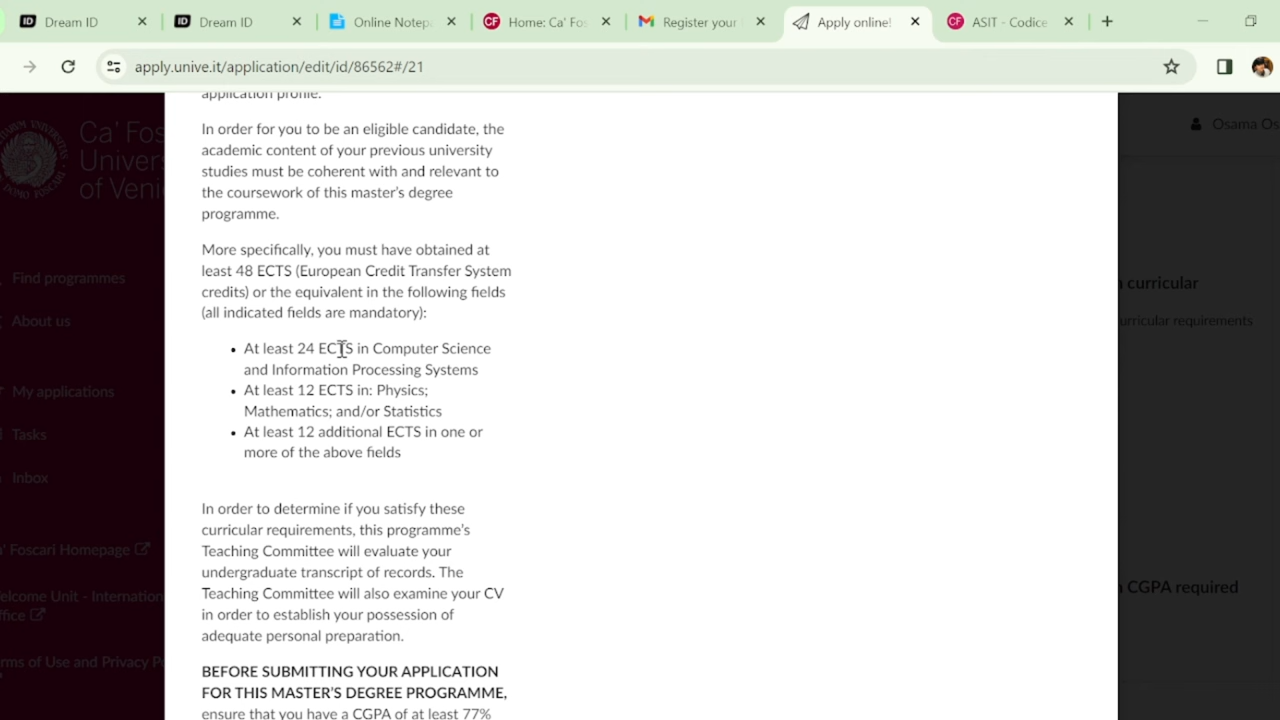 Dream ID
Dream ID
Online Notep
Home: Ca' Fos
Register your
Apply online!
ASIT - Codice
apply.unive.it/application/edit/id/86562#/21
Ca' Fos
Univer
of Veni
Osama Os
Find programmes
About us
My applications
Tasks
Inbox
a' Foscari Homepage
elcome Unit - Internation
ffice
rms of Use and Privacy Po
application profile.
In order for you to be an eligible candidate, the
academic content of your previous university
studies must be coherent with and relevant to
the coursework of this master's degree
programme.
More specifically, you must have obtained at
least 48 ECTS (European Credit Transfer System
credits) or the equivalent in the following fields
(all indicated fields are mandatory):
• At least 24 ECTS in Computer Science
and Information Processing Systems
• At least 12 ECTS in: Physics;
Mathematics; and/or Statistics
• At least 12 additional ECTS in one or
more of the above fields
In order to determine if you satisfy these
curricular requirements, this programme's
Teaching Committee will evaluate your
undergraduate transcript of records. The
Teaching Committee will also examine your CV
in order to establish your possession of
adequate personal preparation.
BEFORE SUBMITTING YOUR APPLICATION
FOR THIS MASTER'S DEGREE PROGRAMME,
ensure that you have a CGPA of at least 77%
curricular
urricular requirements
CGPA required